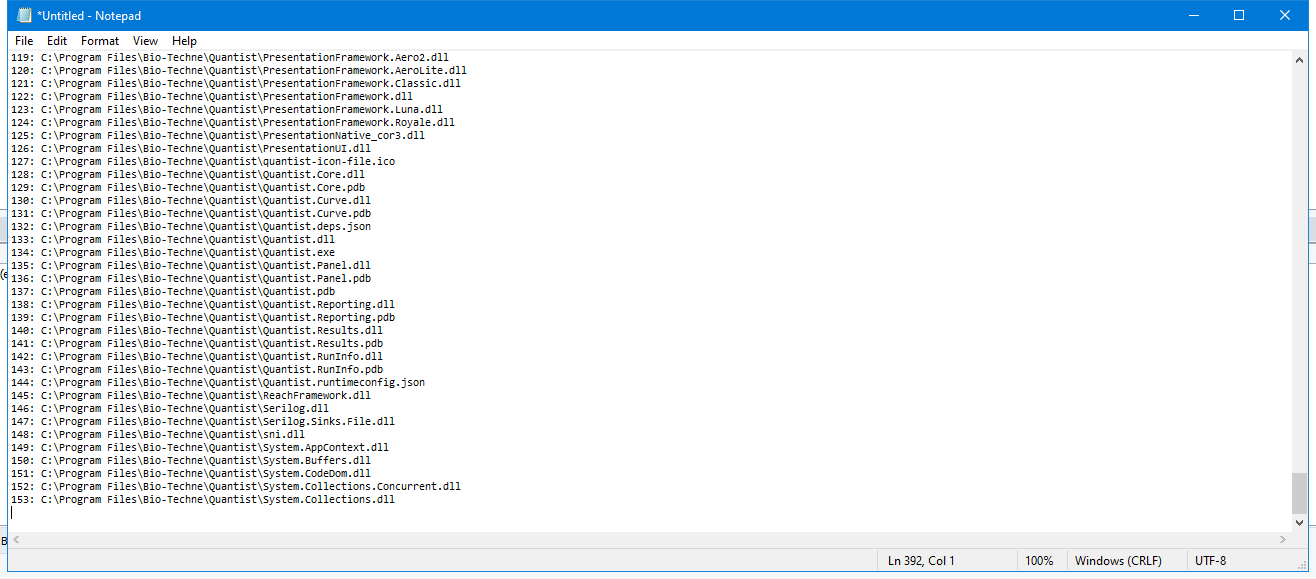 *Untitled - Notepad
File Edit Format View Help
119: C:\Program Files\Bio-Techne\Quantist\PresentationFramework.Aero2.dll
120: C:\Program Files\Bio-Techne\Quantist\PresentationFramework.AeroLite.dll
121: C:\Program Files\Bio-Techne\Quantist\PresentationFramework.Classic.dll
122: C:\Program Files\Bio-Techne\Quantist\PresentationFramework.dll
123: C:\Program Files\Bio-Techne\Quantist\PresentationFramework.Luna.dll
124: C:\Program Files\Bio-Techne\Quantist\PresentationFramework.Royale.dll
125: C:\Program Files\Bio-Techne\Quantist\PresentationNative_cor3.dll
126: C:\Program Files\Bio-Techne\Quantist\PresentationUI.dll
127: C:\Program Files\Bio-Techne\Quantist\quantist-icon-file.ico
128: C:\Program Files\Bio-Techne\Quantist\Quantist.Core.dll
129: C:\Program Files\Bio-Techne\Quantist\Quantist.Core.pdb
130: C:\Program Files\Bio-Techne\Quantist\Quantist.Curve.dll
131: C:\Program Files\Bio-Techne\Quantist\Quantist.Curve.pdb
132: C:\Program Files\Bio-Techne\Quantist\Quantist.deps.json
133: C:\Program Files\Bio-Techne\Quantist\Quantist.dll
134: C:\Program Files\Bio-Techne\Quantist\Quantist.exe
135: C:\Program Files\Bio-Techne\Quantist\Quantist.Panel.dll
136: C:\Program Files\Bio-Techne\Quantist\Quantist.Panel.pdb
137: C:\Program Files\Bio-Techne\Quantist\Quantist.pdb
138: C:\Program Files\Bio-Techne\Quantist\Quantist.Reporting.dll
139: C:\Program Files\Bio-Techne\Quantist\Quantist.Reporting.pdb
140: C:\Program Files\Bio-Techne\Quantist\Quantist.Results.dll
141: C:\Program Files\Bio-Techne\Quantist\Quantist.Results.pdb
142: C:\Program Files\Bio-Techne\Quantist\Quantist.RunInfo.dll
143: C:\Program Files\Bio-Techne\Quantist\Quantist.RunInfo.pdb
144: C:\Program Files\Bio-Techne\Quantist\Quantist.runtimeconfig.json
145: C:\Program Files\Bio-Techne\Quantist\ReachFramework.dll
146: C:\Program Files\Bio-Techne\Quantist\Serilog.dll
147: C:\Program Files\Bio-Techne\Quantist\Serilog.Sinks.File.dll
148: C:\Program Files\Bio-Techne\Quantist\sni.dll
149: C:\Program Files\Bio-Techne\Quantist\System.AppContext.dll
150: C:\Program Files\Bio-Techne\Quantist\System.Buffers.dll
151: C:\Program Files\Bio-Techne\Quantist\System.CodeDom.dll
152: C:\Program Files\Bio-Techne\Quantist\System.Collections.Concurrent.dll
153: C:\Program Files\Bio-Techne\Quantist\System.Collections.dll
Ln 392, Col 1 100% Windows (CRLF) UTF-8